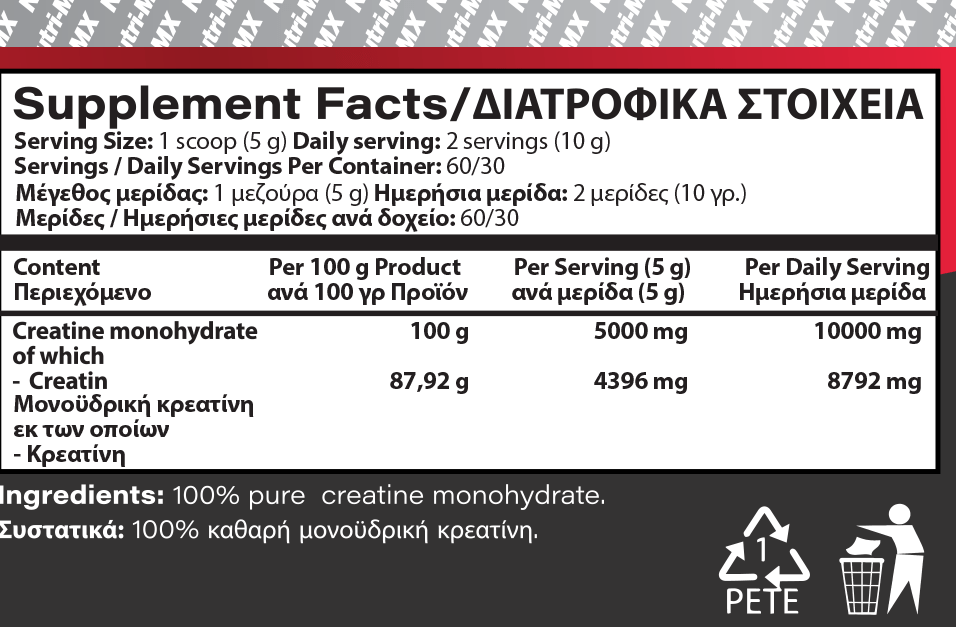 Supplement Facts/ΔΙΑΤΡΟΦΙΚΑ ΣΤΟΙΧΕΙΑ
Serving Size: 1 scoop (5 g) Daily serving: 2 servings (10 g)
Servings / Daily Servings Per Container: 60/30
Μέγεθος μερίδας: 1 μεζούρα (5 g) Ημερήσια μερίδα: 2 μερίδες (10 γρ.)
Μερίδες / Ημερήσιες μερίδες ανά δοχείο: 60/30
Content Per 100 g Product Per Serving (5 g) Per Daily Serving
Περιεχόμενο ανά 100 γρ Προϊόν ανά μερίδα (5 g) Ημερήσια μερίδα
Creatine monohydrate 100 g 5000 mg 10000 mg
of which
- Creatin 87,92 g 4396 mg 8792 mg
Μονοϋδρική κρεατίνη
εκ των οποίων
- Κρεατίνη
Ingredients: 100% pure creatine monohydrate.
Συστατικά: 100% καθαρή μονοϋδρική κρεατίνη.
1
PETE